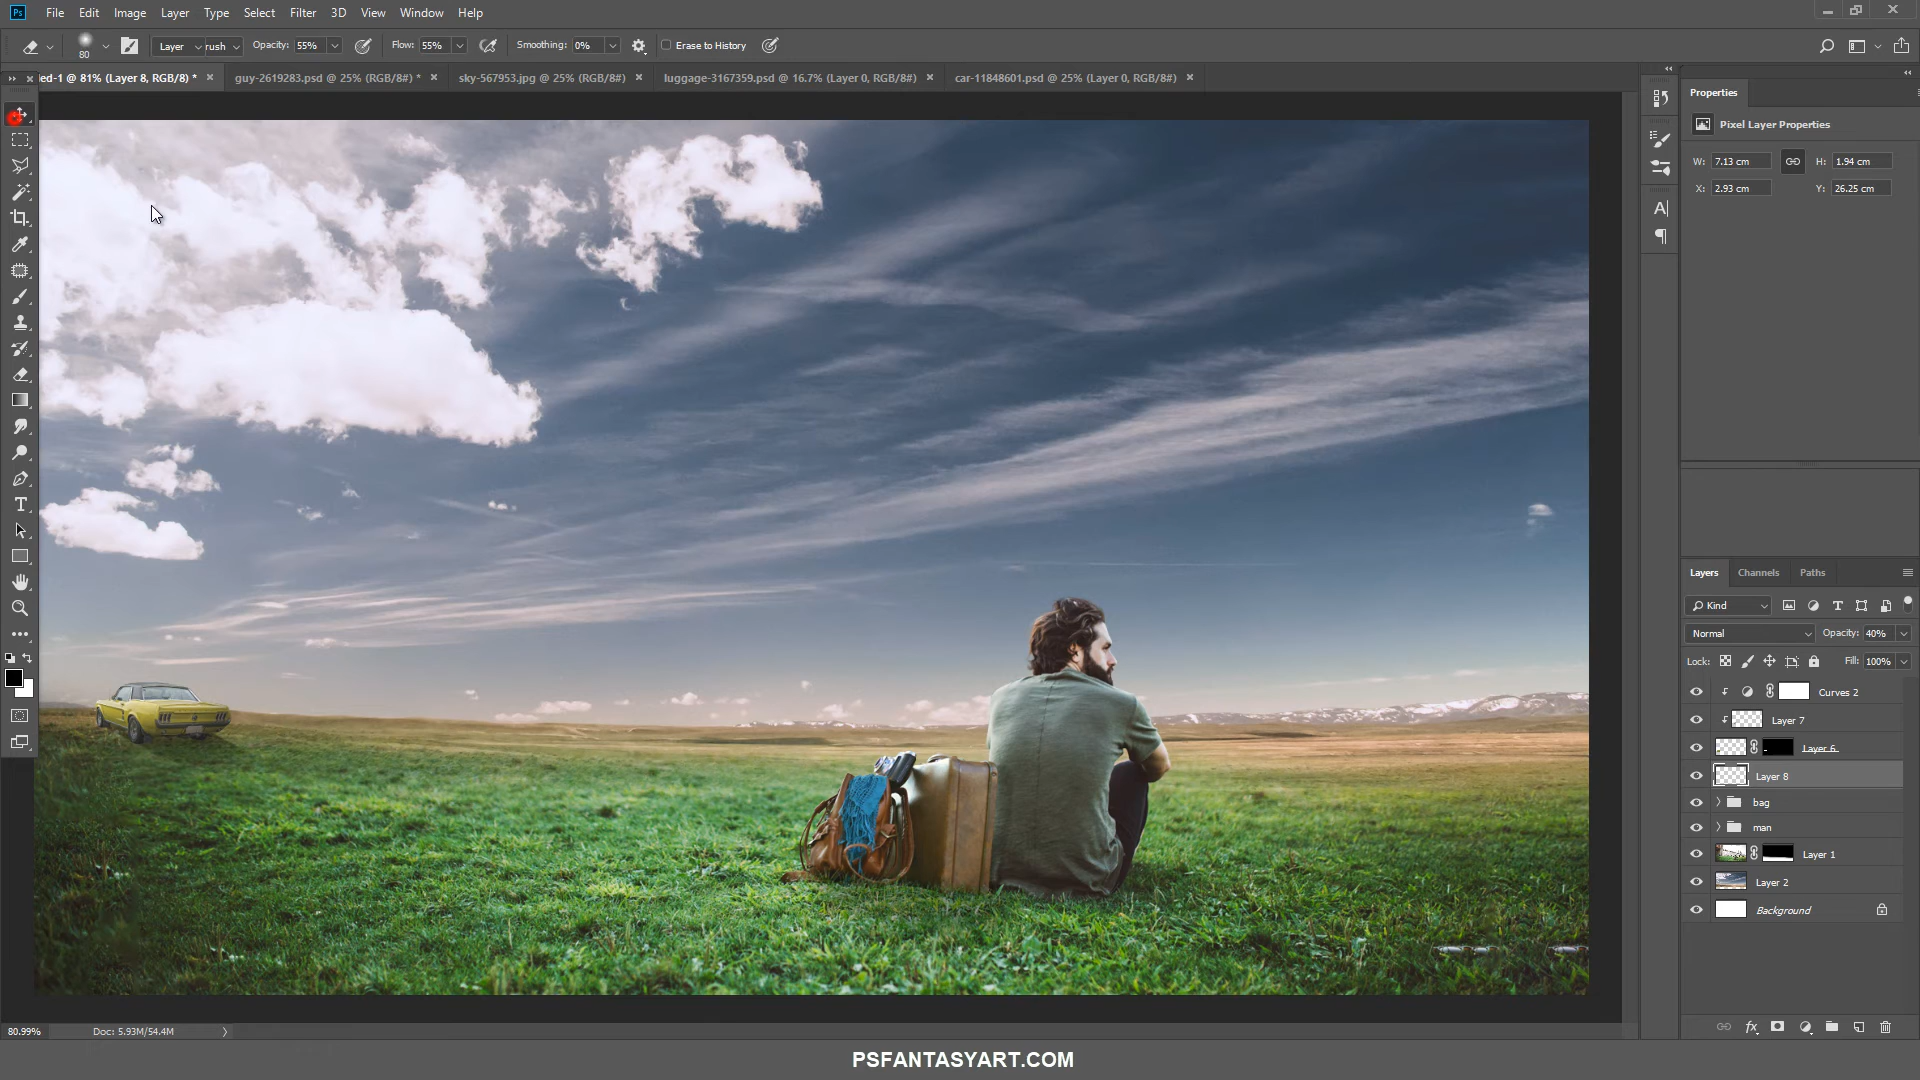 Ps File Edit Image Layer Type Select Filter 3D View Window Help
80 Layer rush Opacity: 55% Flow: 55% Smoothing: 0% Erase to History
ed-1 @ 81% (Layer 8, RGB/8) * guy-2619283.psd @ 25% (RGB/8#) * sky-567953.jpg @ 25% (RGB/8#) luggage-3167359.psd @ 16.7% (Layer 0, RGB/8#) car-11848601.psd @ 25% (Layer 0, RGB/8#)
Properties
Pixel Layer Properties
W: 7.13 cm H: 1.94 cm
X: 2.93 cm Y: 26.25 cm
Layers Channels Paths
Kind
Normal Opacity: 40%
Lock: Fill: 100%
Curves 2
Layer 7
Layer 6
Layer 8
bag
man
Layer 1
Layer 2
Background
80.99% Doc: 5.93M/54.4M
PSFANTASYART.COM